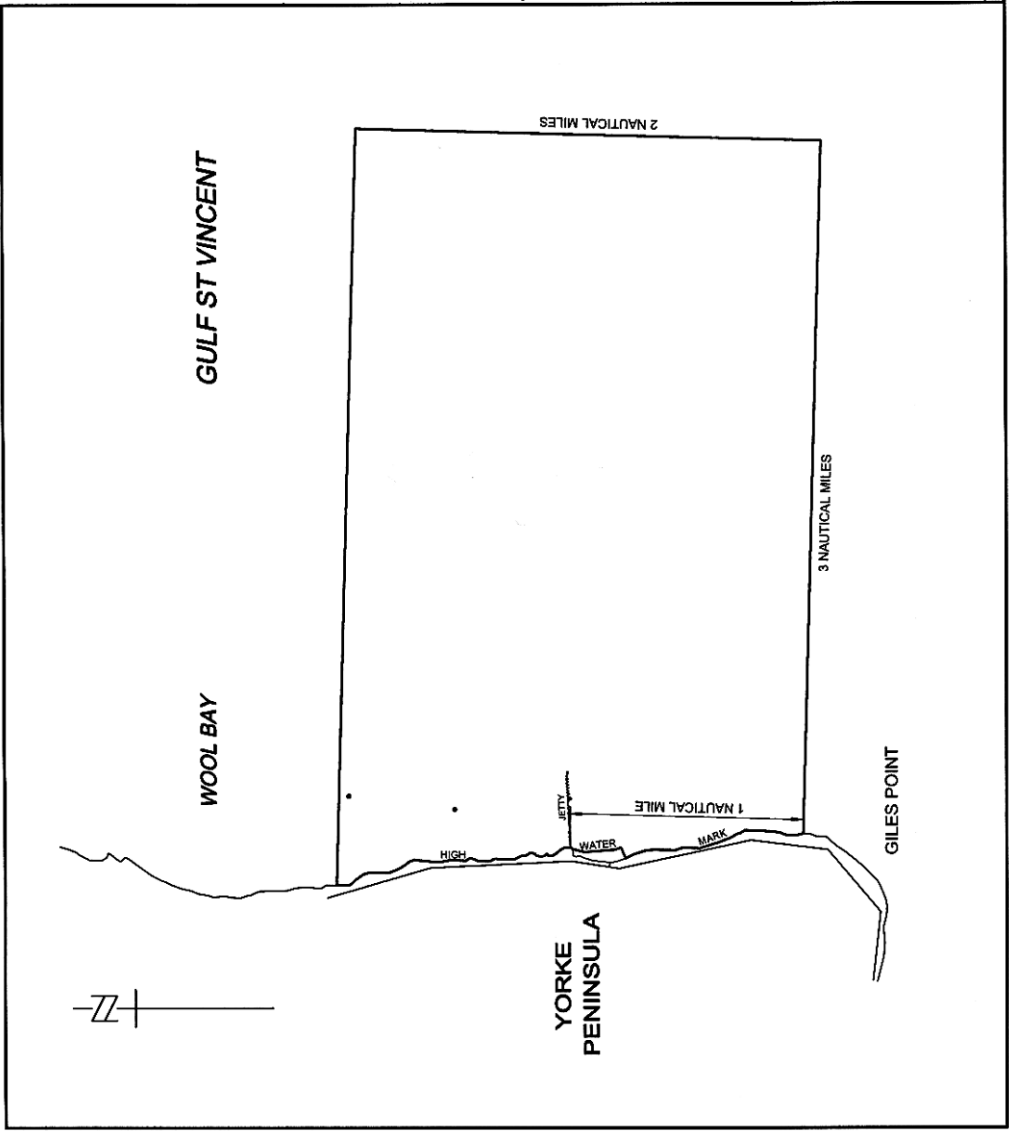 GULF ST VINCENT
2 NAUTICAL MILES
WOOL BAY
3 NAUTICAL MILES
JETTY
1 NAUTICAL MILE
HIGH
WATER
MARK
GILES POINT
YORKE
PENINSULA
N